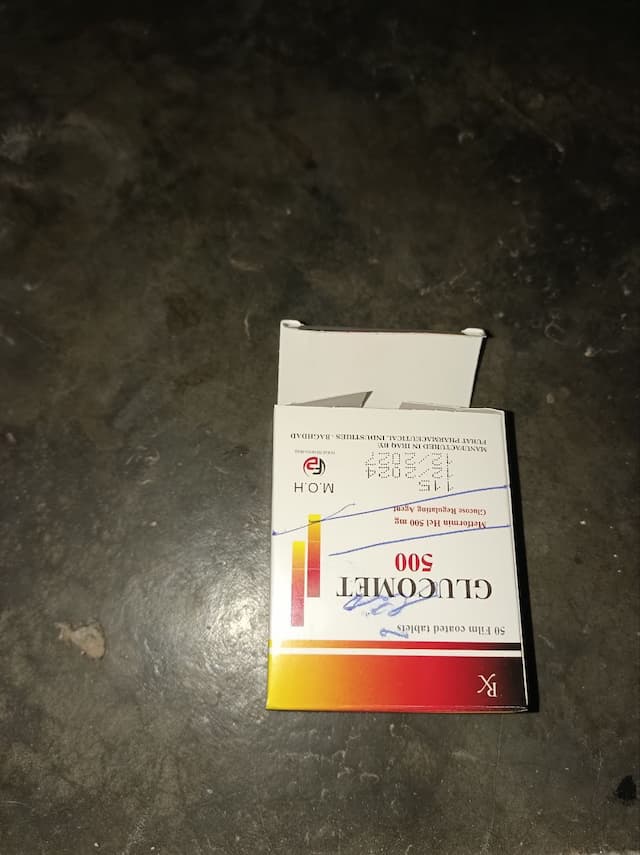 Rx
50 Film coated tablets
GLUCOMET
500
Metformin Hcl 500 mg
Glucose Regulating Agent
115
12/2024
12/2027
M.O.H
MANUFACTURED IN IRAQ BY:
FURAT PHARMACEUTICAL INDUSTRIES - BAGHDAD